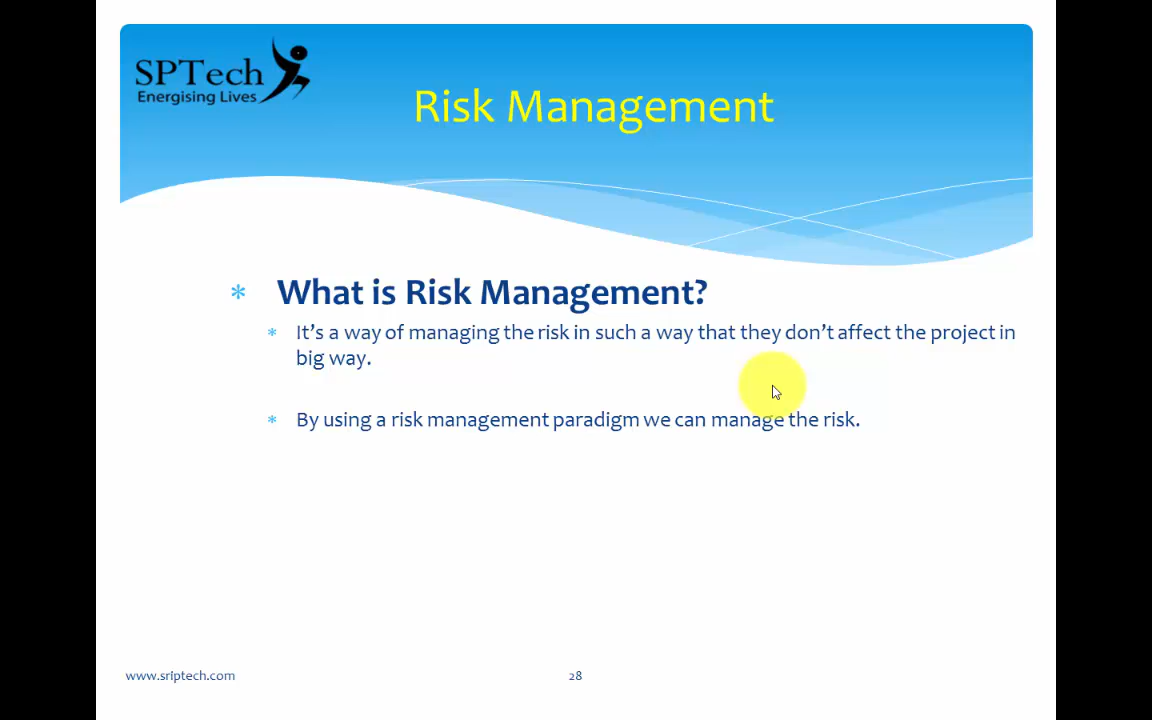 SPTech
Energising Lives
Risk Management
* What is Risk Management?
* It's a way of managing the risk in such a way that they don't affect the project in
big way.
* By using a risk management paradigm we can manage the risk.
www.sriptech.com
28